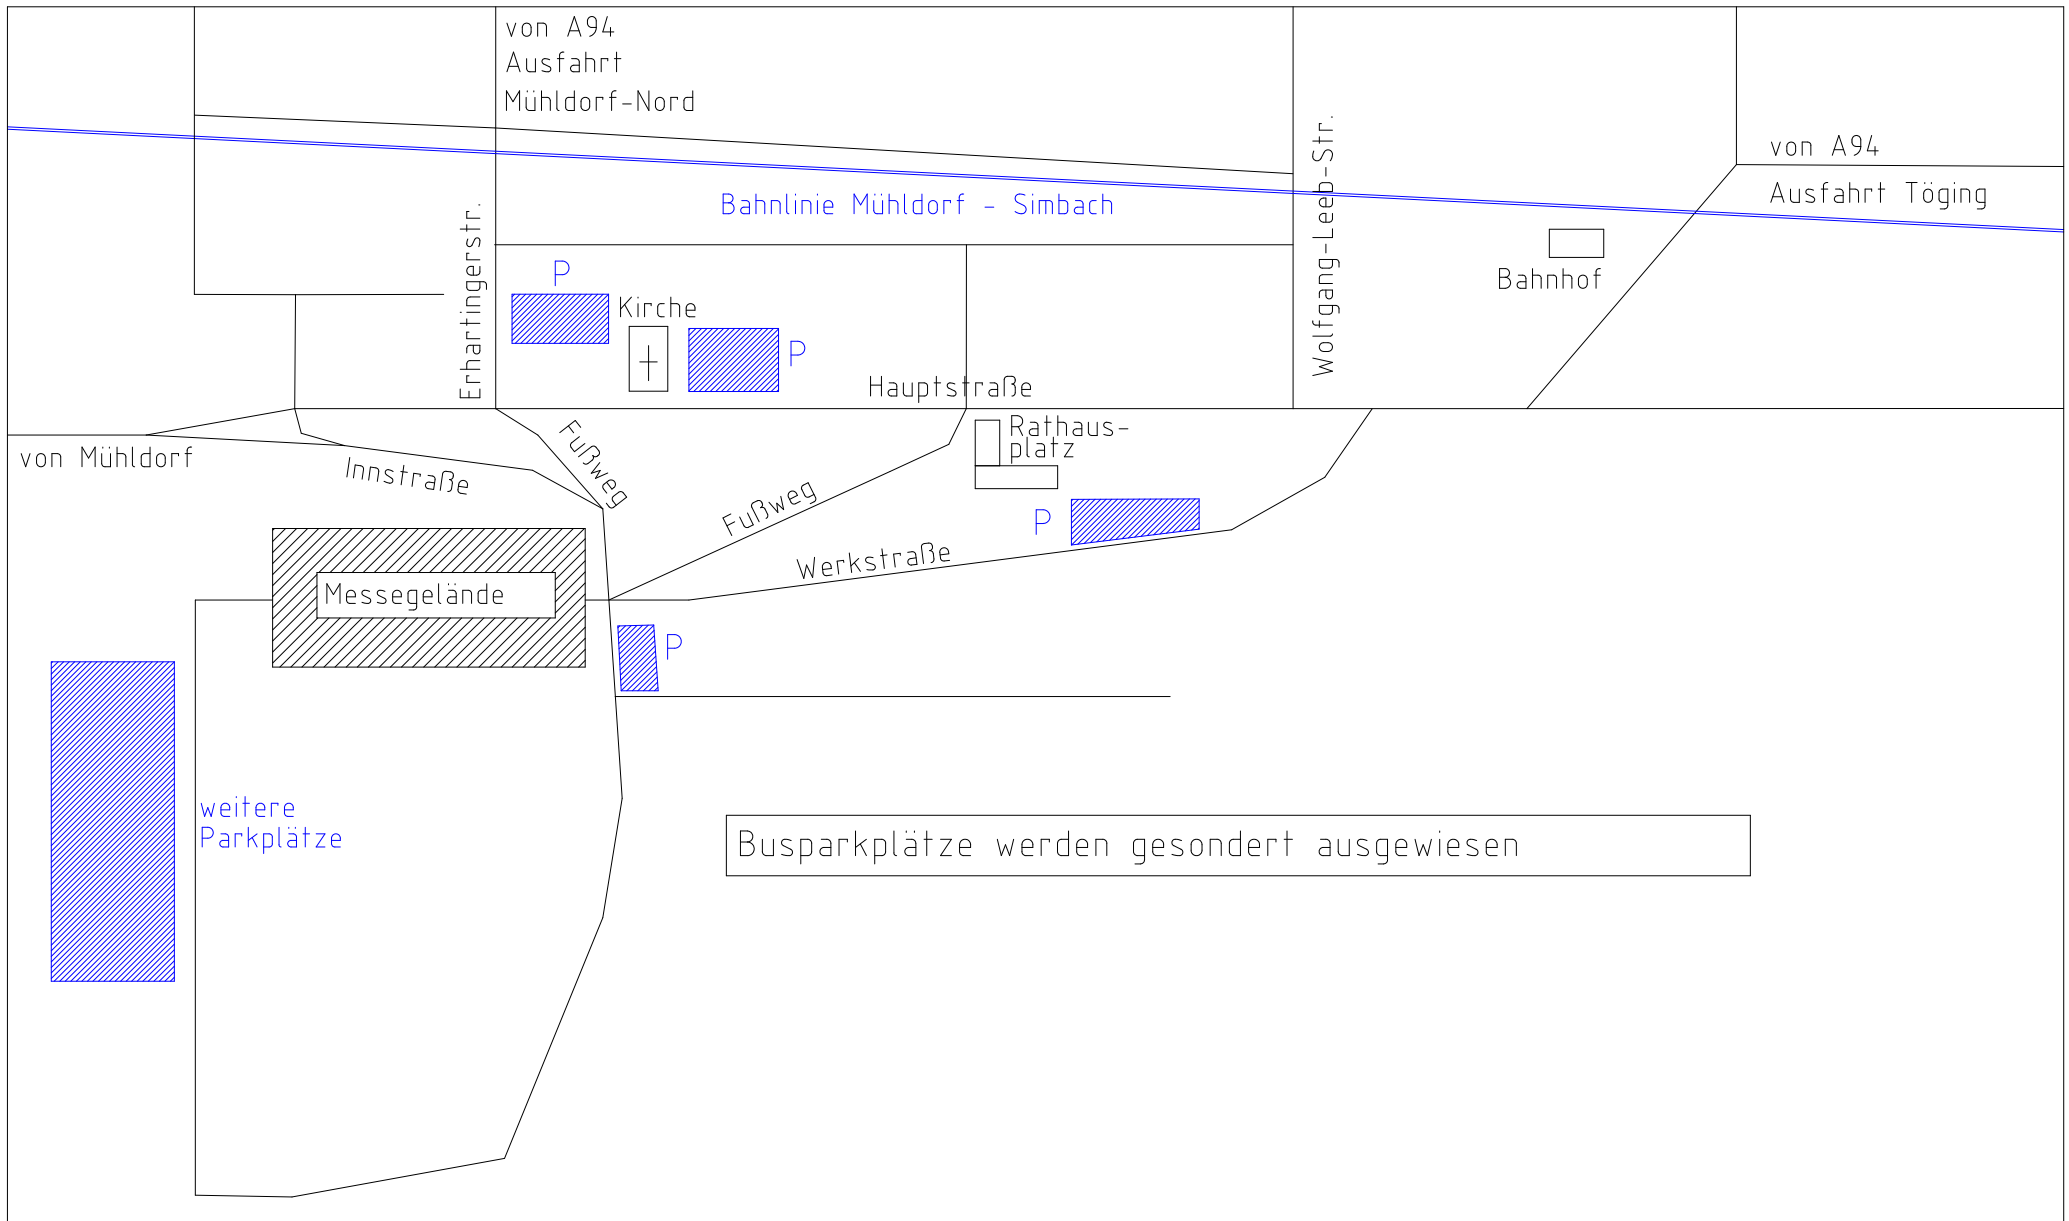 von A94
Ausfahrt
Mühldorf-Nord
von A94
Ausfahrt Töging
Wolfgang-Leeb-Str.
Bahnlinie Mühldorf - Simbach
Erhartingerstr.
P
Kirche
Bahnhof
P
Hauptstraße
Rathaus-
platz
von Mühldorf
Innstraße
Fußweg
Fußweg
P
Werkstraße
Messegelände
P
weitere
Parkplätze
Busparkplätze werden gesondert ausgewiesen